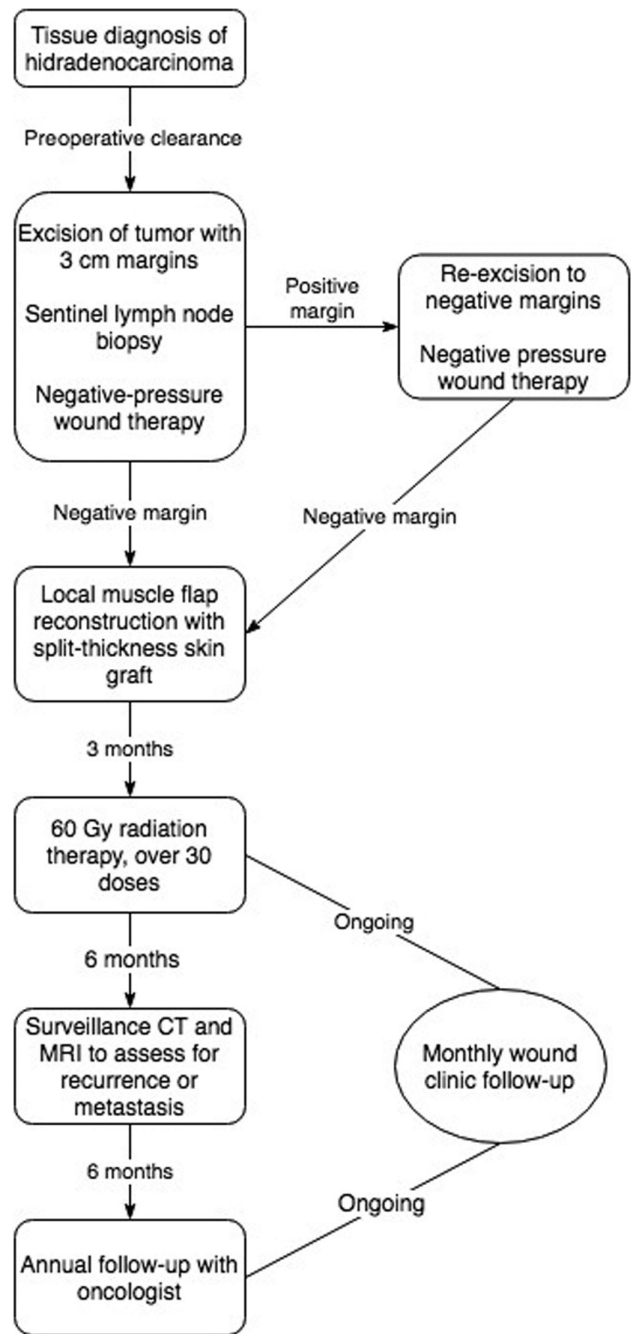 Tissue diagnosis of
hidradenocarcinoma
Preoperative clearance
Excision of tumor with
3 cm margins
Sentinel lymph node
biopsy
Negative-pressure
wound therapy
Positive
margin
Re-excision to
negative margins
Negative pressure
wound therapy
Negative margin
Negative margin
Local muscle flap
reconstruction with
split-thickness skin
graft
3 months
60 Gy radiation
therapy, over 30
doses
Ongoing
6 months
Surveillance CT and
MRI to assess for
recurrence or
metastasis
Monthly wound
clinic follow-up
6 months
Ongoing
Annual follow-up with
oncologist